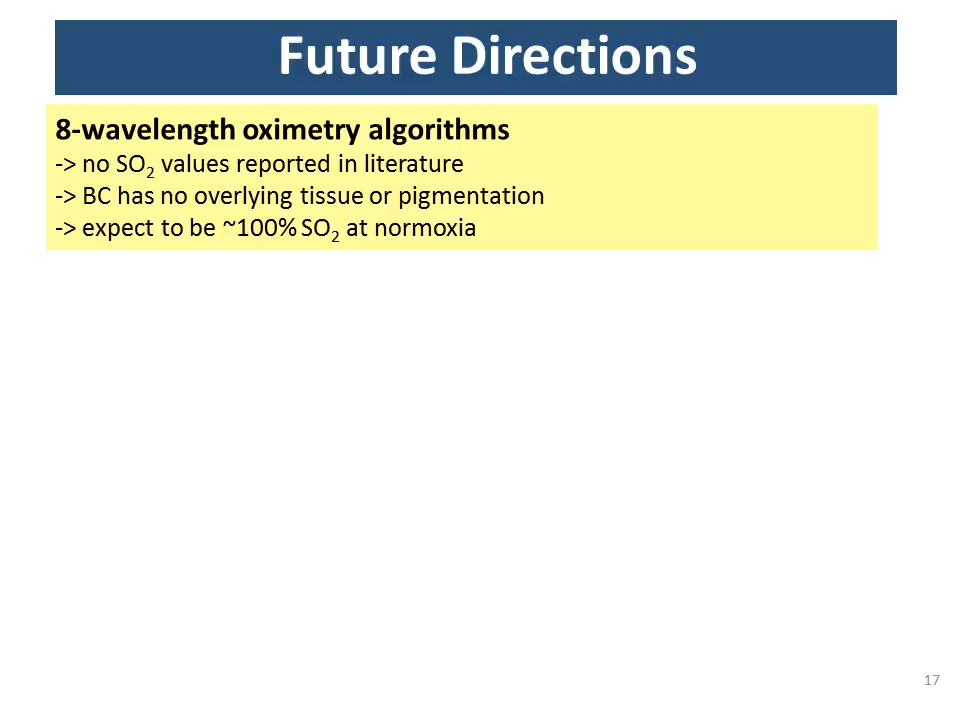 Future Directions
8-wavelength oximetry algorithms
-> no SO₂ values reported in literature
-> BC has no overlying tissue or pigmentation
-> expect to be ~100% SO₂ at normoxia
17